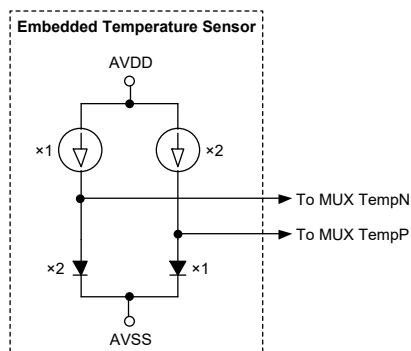 Embedded Temperature Sensor
AVDD
×1
×2
To MUX TempN
To MUX TempP
×2
×1
AVSS